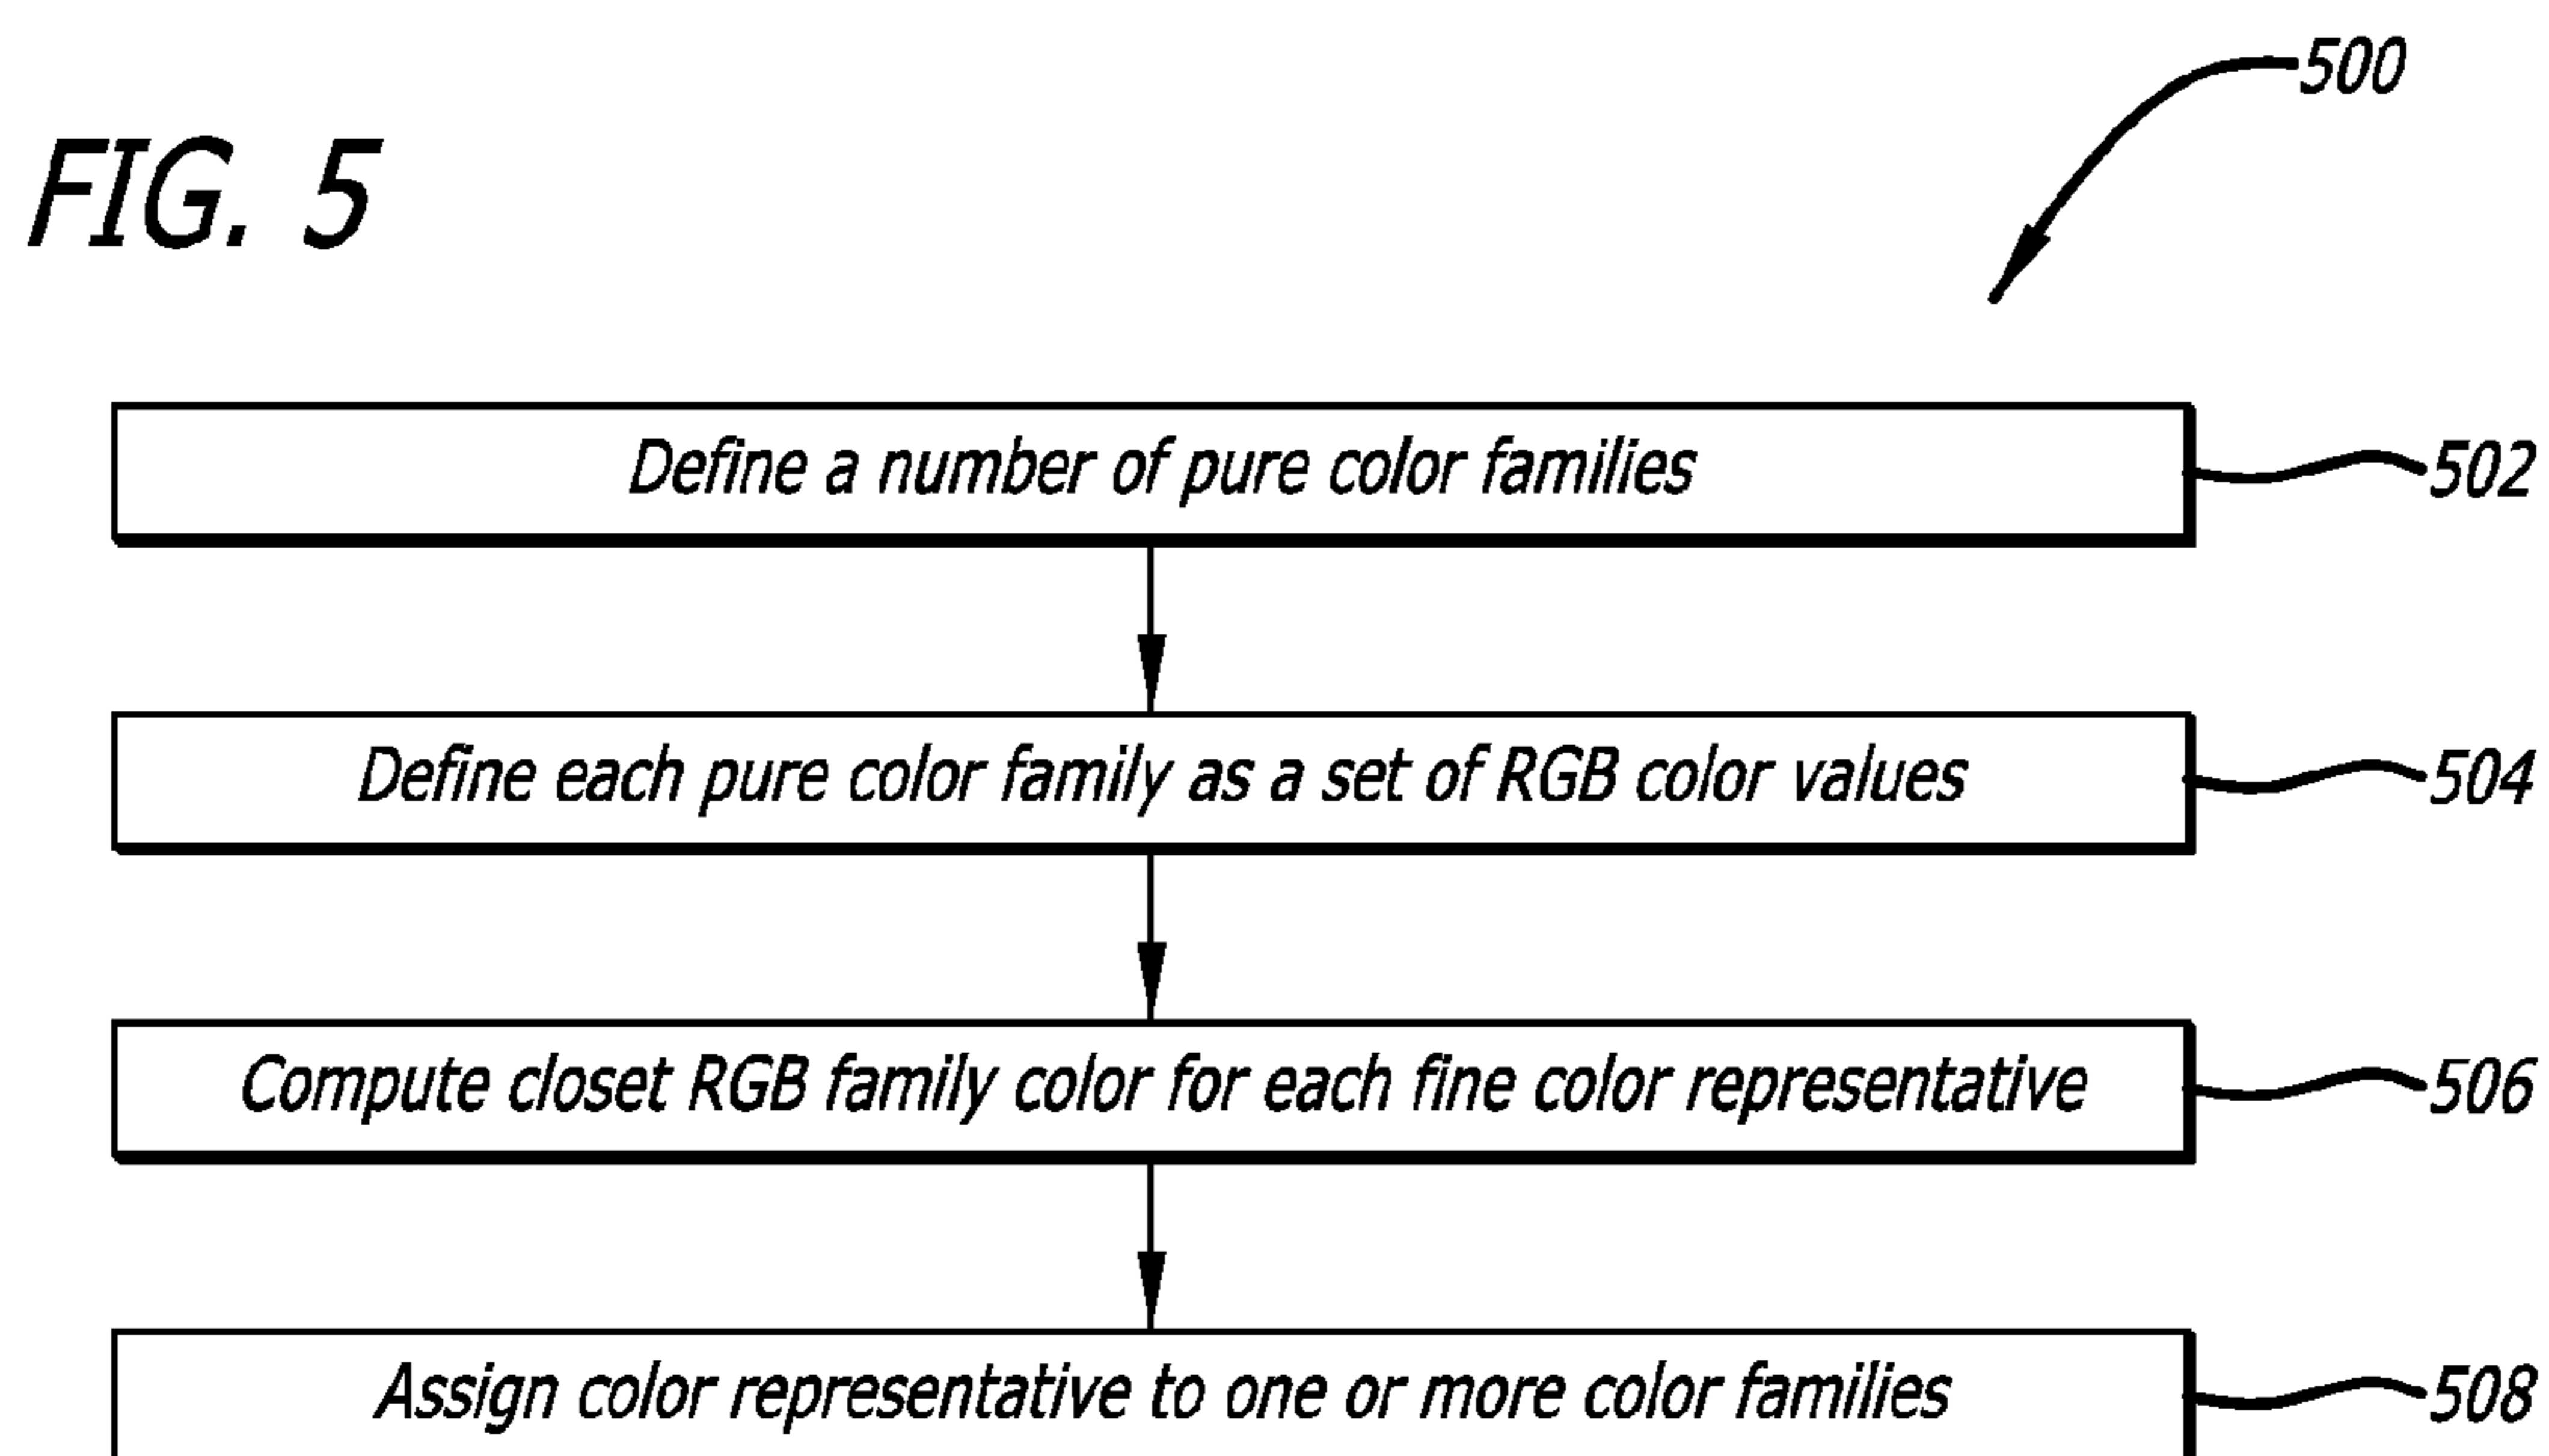 500
FIG. 5
Define a number of pure color families
502
Define each pure color family as a set of RGB color values
504
Compute closet RGB family color for each fine color representative
506
Assign color representative to one or more color families
508